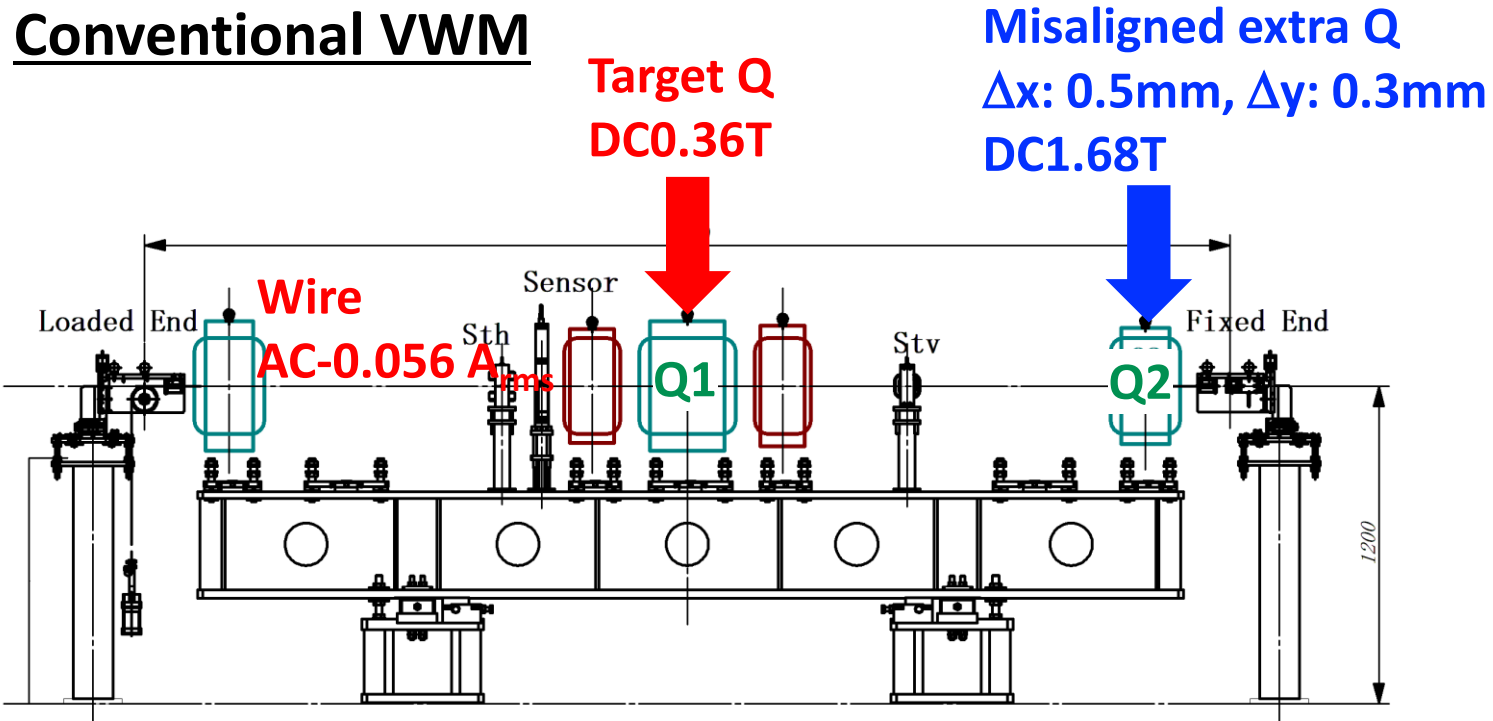 Conventional VWM
Target Q
DC0.36T
Misaligned extra Q
Δx: 0.5mm, Δy: 0.3mm
DC1.68T
Loaded End
Wire
AC-0.056 Arms
Sth
Sensor
Q1
Stv
Q2
Fixed End
1200